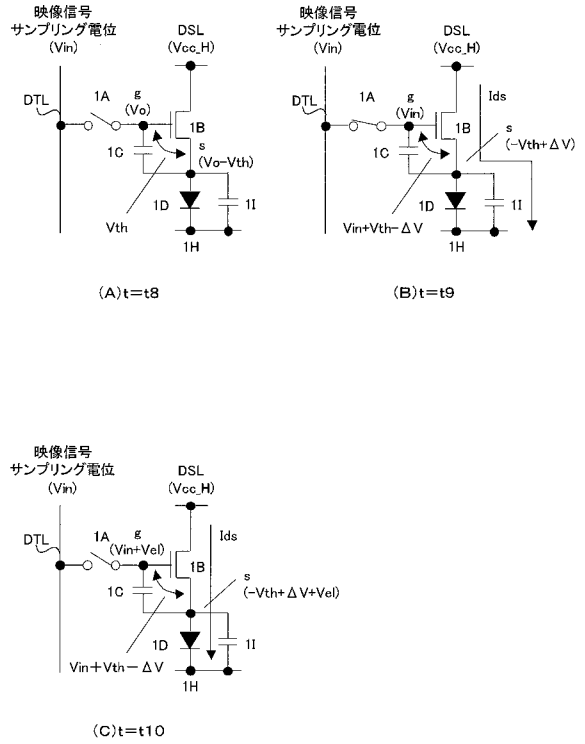 映像信号
サンプリング電位
(Vin)
DSL
(Vcc_H)
DTL
1A
g
(Vo)
1B
1C
s
(Vo-Vth)
1D
1I
Vth
1H
(A)t=t8
映像信号
サンプリング電位
(Vin)
DSL
(Vcc_H)
DTL
1A
g
(Vin)
Ids
1B
s
(-Vth+ΔV)
1C
1D
1I
Vin+Vth-ΔV
1H
(B)t=t9
映像信号
サンプリング電位
(Vin)
DSL
(Vcc_H)
DTL
1A
g
(Vin+Vel)
Ids
1B
s
(-Vth+ΔV+Vel)
1C
1D
1I
Vin+Vth-ΔV
1H
(C)t=t10